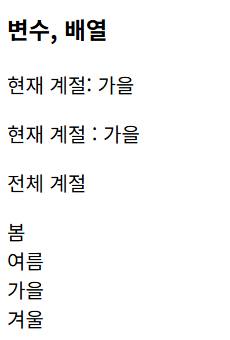 변수, 배열
현재 계절: 가을
현재 계절 : 가을
전체 계절
봄
여름
가을
겨울